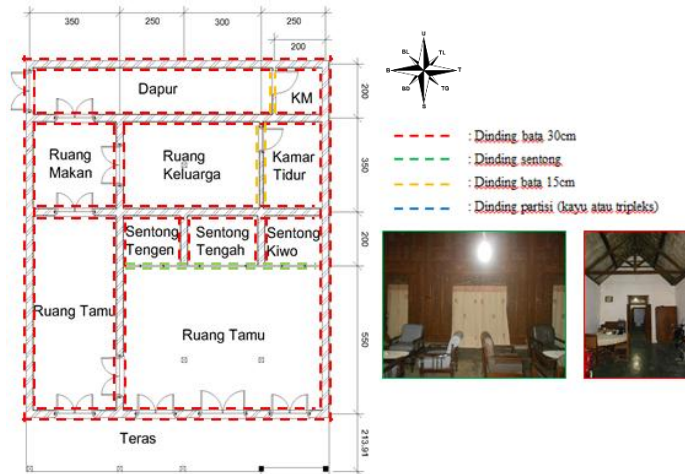 350
250
300
250
200
U
BL
TL
B
T
BD
TG
S
Dapur
KM
200
Ruang
Makan
Ruang
Keluarga
Kamar
Tidur
350
Sentong
Tengen
Sentong
Tengah
Sentong
Kiwo
200
Ruang Tamu
Ruang Tamu
550
Teras
213.91
: Dinding bata 30cm
: Dinding sentong
: Dinding bata 15cm
: Dinding partisi (kayu atau tripleks)